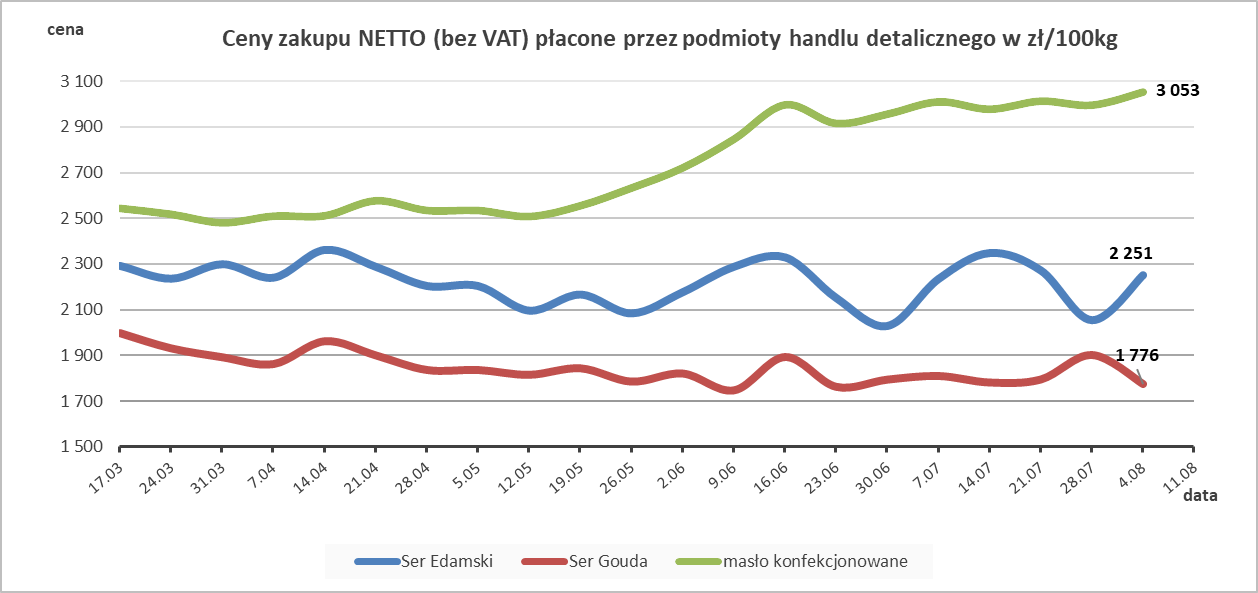 cena
Ceny zakupu NETTO (bez VAT) płacone przez podmioty handlu detalicznego w zł/100kg
3 100
2 900
2 700
2 500
2 300
2 100
1 900
1 700
1 500
3 053
2 251
1 776
17.03 24.03 31.03 7.04 14.04 21.04 28.04 5.05 12.05 19.05 26.05 2.06 9.06 16.06 23.06 30.06 7.07 14.07 21.07 28.07 4.08 11.08
data
Ser Edamski Ser Gouda masło konfekcjonowane